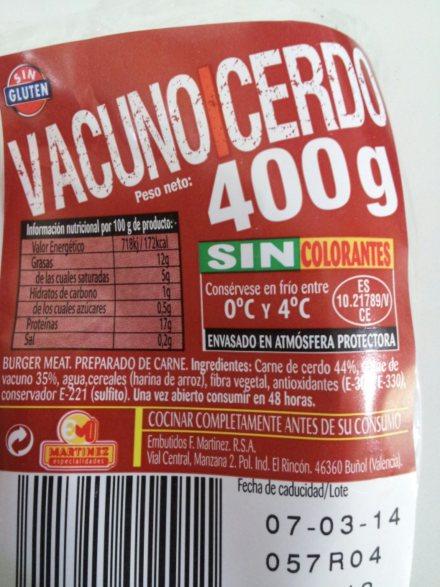 SIN
GLUTEN
VACUNO|CERDO
Peso neto:
400g
Información nutricional por 100 g de producto:
Valor Energético 718kj/172kcal
Grasas 12g
de las cuales saturadas 5g
Hidratos de carbono 1g
de los cuales azúcares 0,5g
Proteínas 17g
Sal 0,2g
SIN COLORANTES
Consérvese en frío entre
0ºC Y 4ºC
ES
10.21789/V
CE
ENVASADO EN ATMÓSFERA PROTECTORA
BURGER MEAT. PREPARADO DE CARNE. Ingredientes: Carne de cerdo 44%, de
vacuno 35%, agua,cereales (harina de arroz), fibra vegetal, antioxidantes E-330),
conservador E-221 (sulfito). Una vez abierto consumir en 48 horas.
COCINAR COMPLETAMENTE ANTES DE SU CONSUMO
MARTINEZ
especialidades
Embutidos F. Martinez. R.S.A.
Vial Central, Manzana 2. Pol. Ind. El Rincón. 46360 Buñol (Valencia).
Fecha de caducidad/Lote
07-03-14
057R04